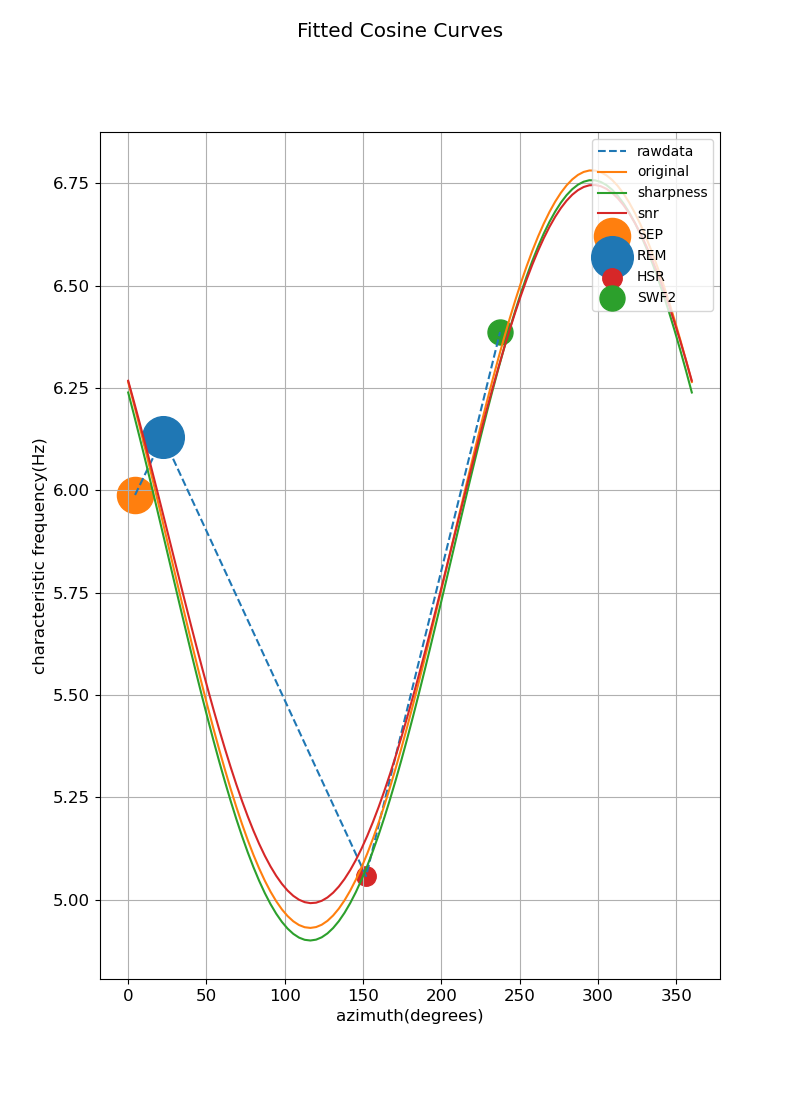 Fitted Cosine Curves
rawdata
original
sharpness
snr
SEP
REM
HSR
SWF2
6.75
6.50
6.25
6.00
5.75
5.50
5.25
5.00
characteristic frequency(Hz)
0 50 100 150 200 250 300 350
azimuth(degrees)